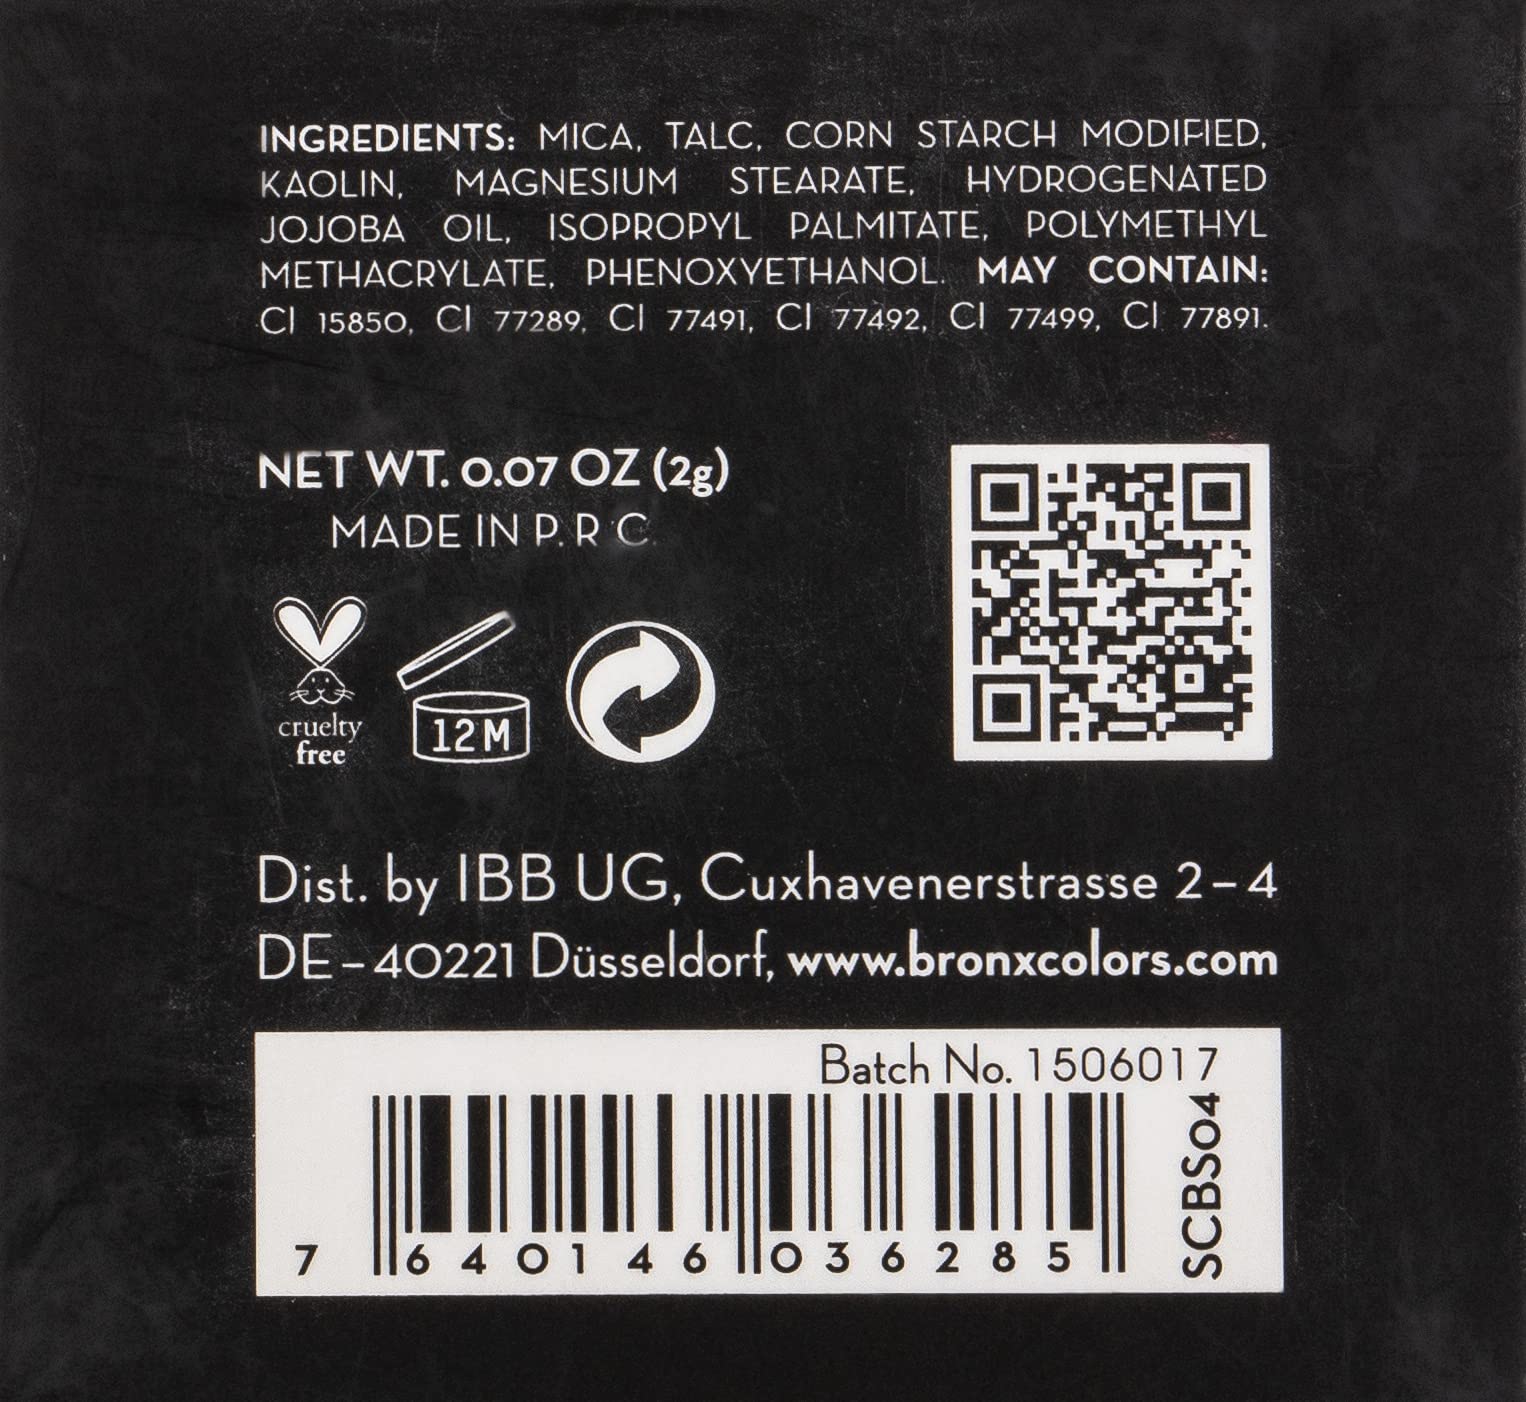 INGREDIENTS: MICA, TALC, CORN STARCH MODIFIED,
KAOLIN, MAGNESIUM STEARATE, HYDROGENATED
JOJOBA OIL, ISOPROPYL PALMITATE, POLYMETHYL
METHACRYLATE, PHENOXYETHANOL. MAY CONTAIN:
CI 15850, CI 77289, CI 77491, CI 77492, CI 77499, CI 77891.
NET WT. 0.07 OZ (2g)
MADE IN P.R.C.
cruelty
free
12M
Dist. by IBB UG, Cuxhavenerstrasse 2–4
DE–40221 Düsseldorf, www.bronxcolors.com
Batch No. 1506017
SCBS04
7 640146 036285